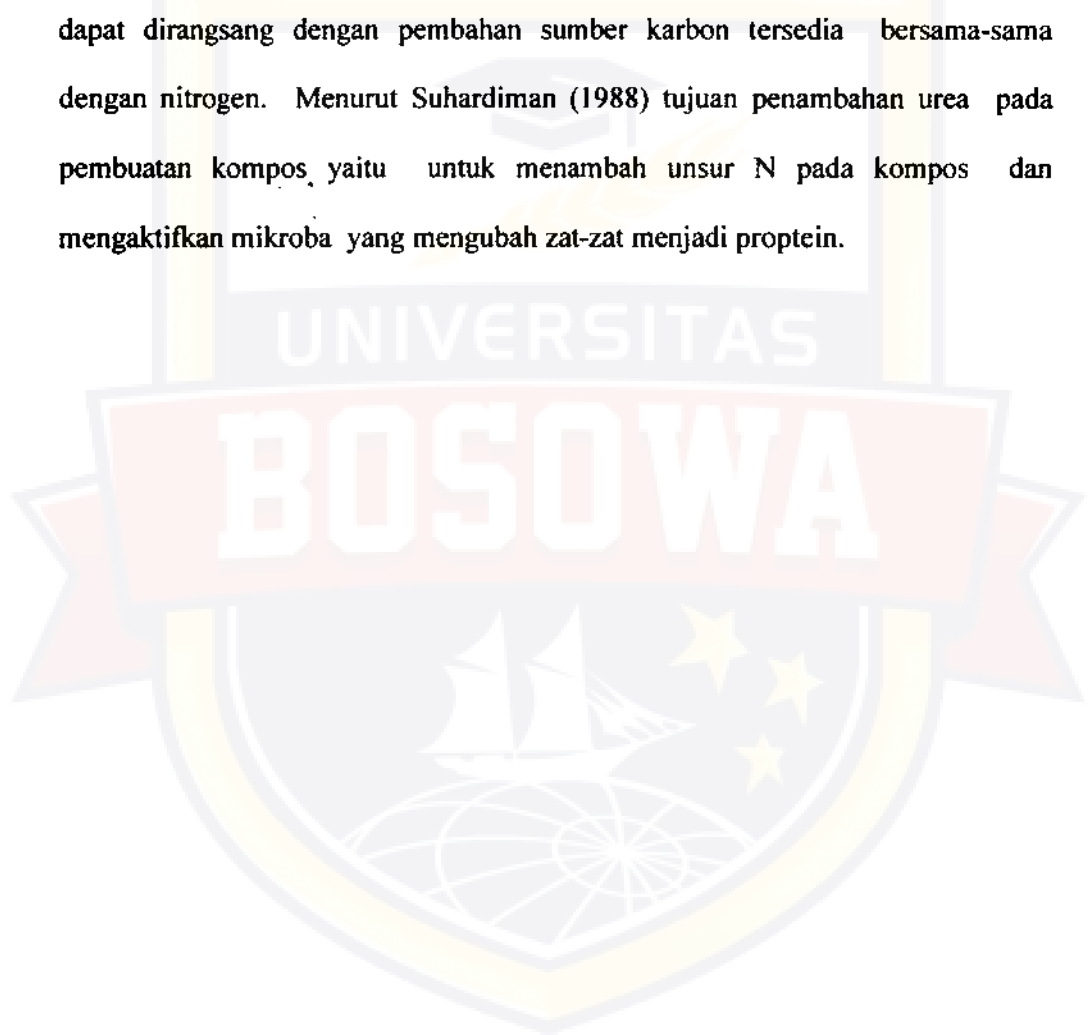 dapat dirangsang dengan pembahan sumber karbon tersedia bersama-sama
dengan nitrogen. Menurut Suhardiman (1988) tujuan penambahan urea pada
pembuatan kompos yaitu untuk menambah unsur N pada kompos dan
mengaktifkan mikroba yang mengubah zat-zat menjadi proptein.
UNIVERSITAS
BOSOWA